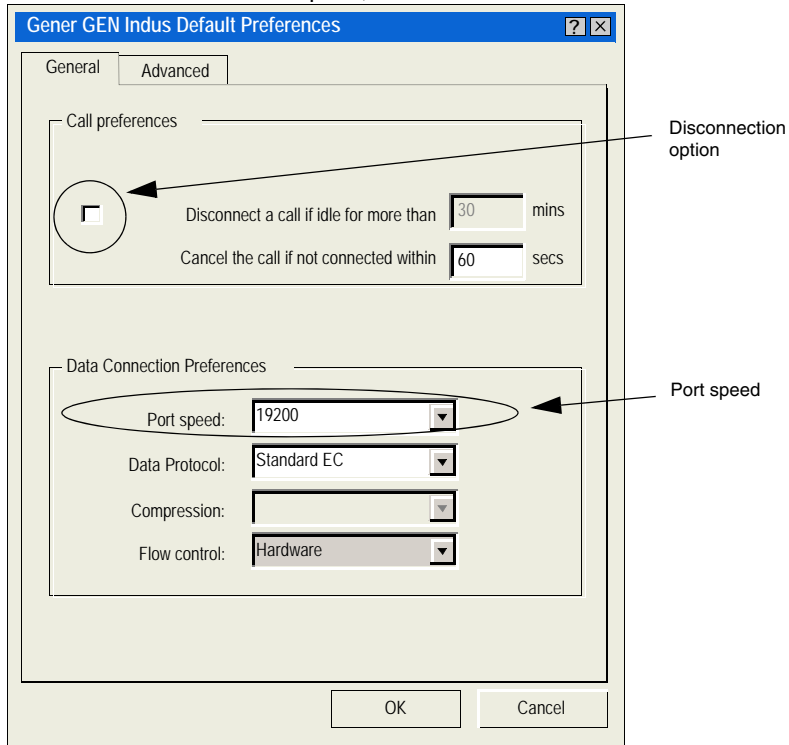 Gener GEN Indus Default Preferences
General
Advanced
Call preferences
Disconnection
option
Disconnect a call if idle for more than 30 mins
Cancel the call if not connected within 60 secs
Data Connection Preferences
Port speed
Port speed: 19200
Data Protocol: Standard EC
Compression:
Flow control: Hardware
OK
Cancel